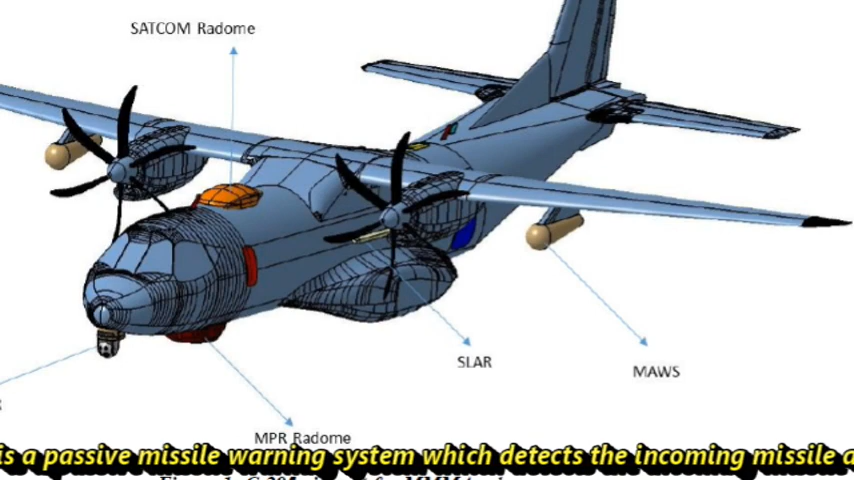 SATCOM Radome
SLAR
MAWS
R
MPR Radome
is a passive missile warning system which detects the incoming missile a